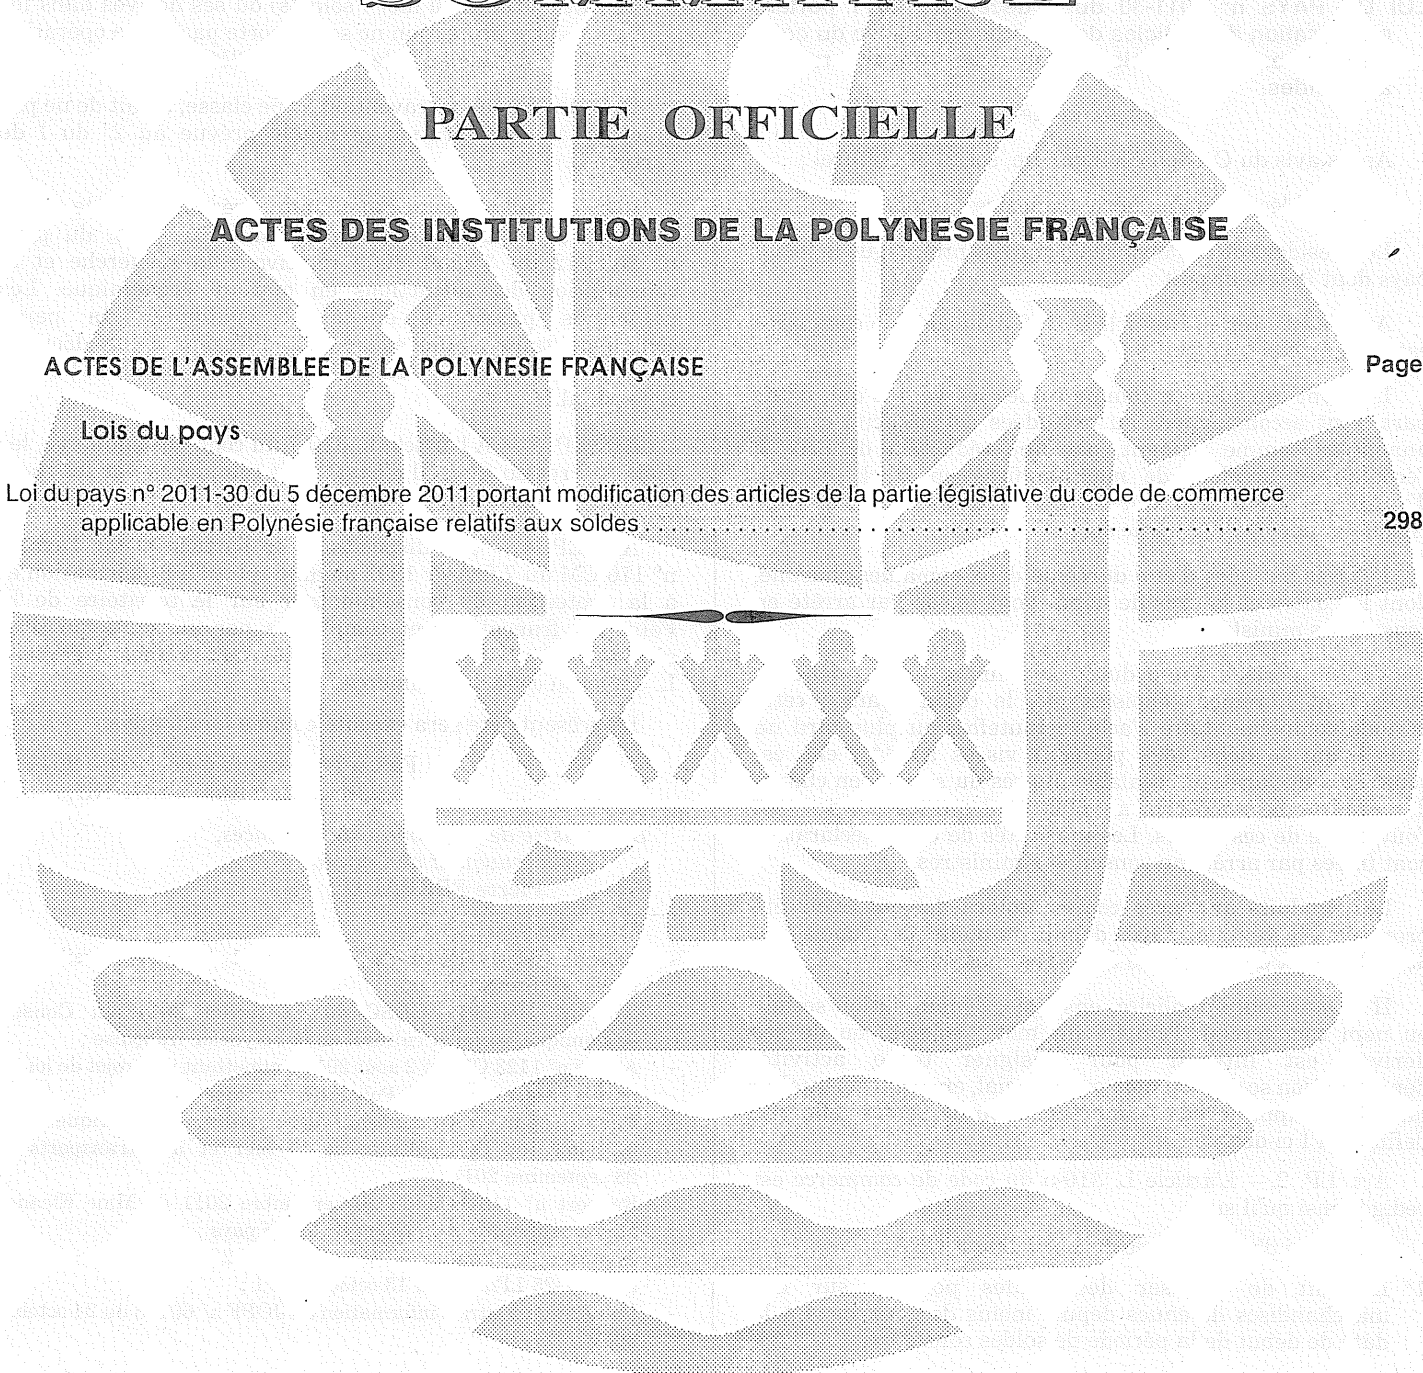 SOMMAIRE
PARTIE OFFICIELLE
ACTES DES INSTITUTIONS DE LA POLYNESIE FRANÇAISE
ACTES DE L'ASSEMBLEE DE LA POLYNESIE FRANÇAISE Page
Lois du pays
Loi du pays n° 2011-30 du 5 décembre 2011 portant modification des articles de la partie législative du code de commerce
applicable en Polynésie française relatifs aux soldes . . . . . . . . . . . . . . . . . . . . . . . . . . . . . . . . . . . . . . . . . . . . . . . . . . . . . 298